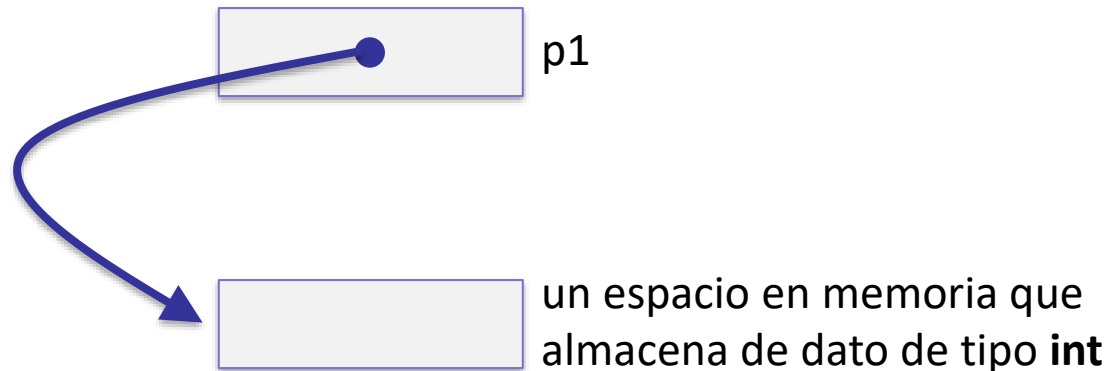 p1
un espacio en memoria que
almacena de dato de tipo int